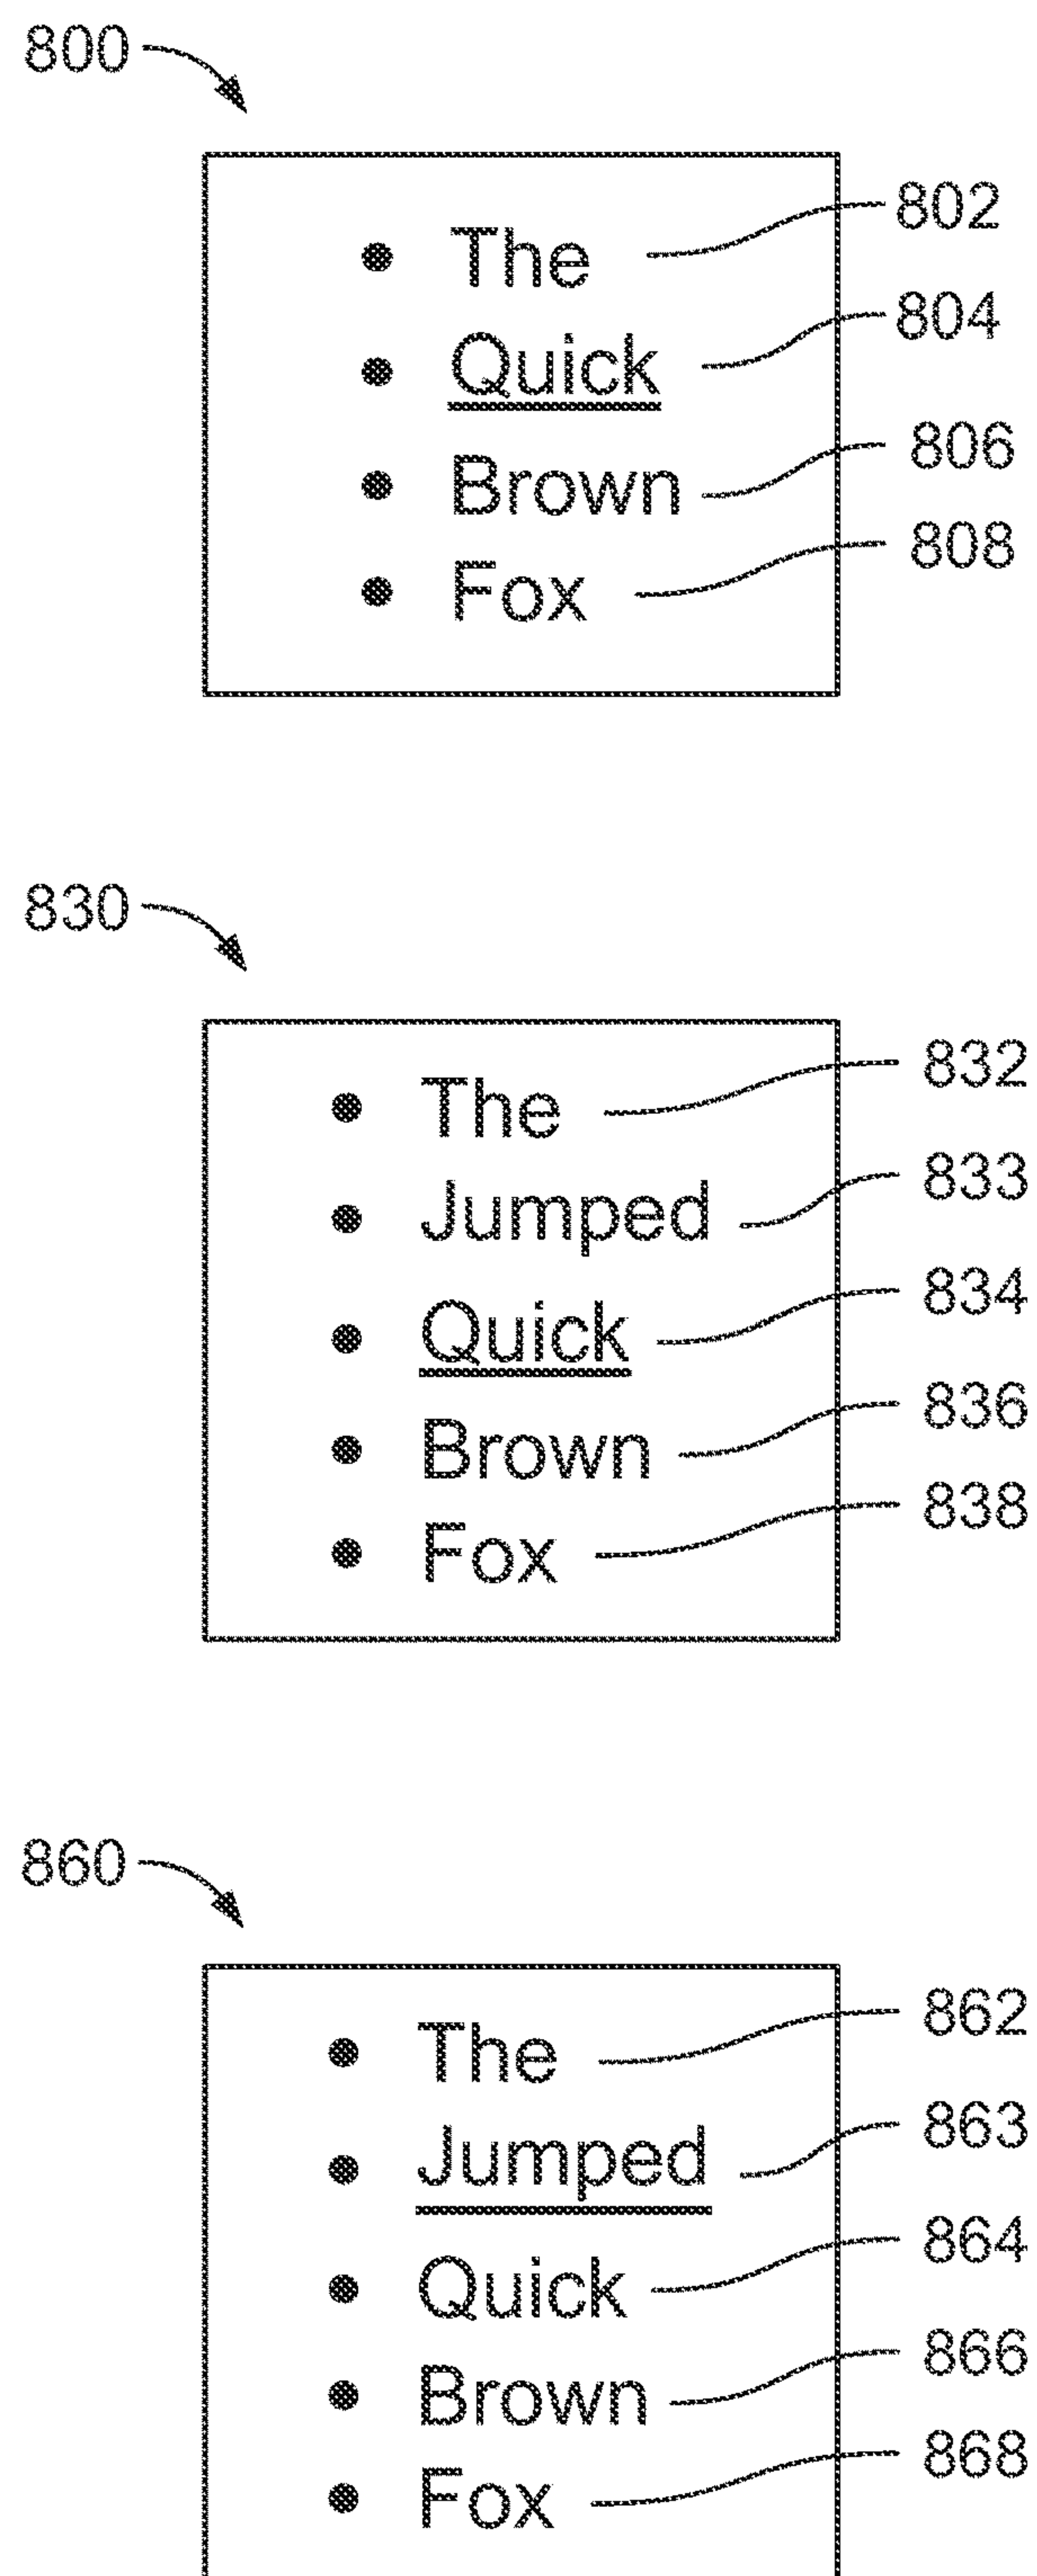 800
• The 802
• Quick 804
• Brown 806
• Fox 808
830
• The 832
• Jumped 833
• Quick 834
• Brown 836
• Fox 838
860
• The 862
• Jumped 863
• Quick 864
• Brown 866
• Fox 868